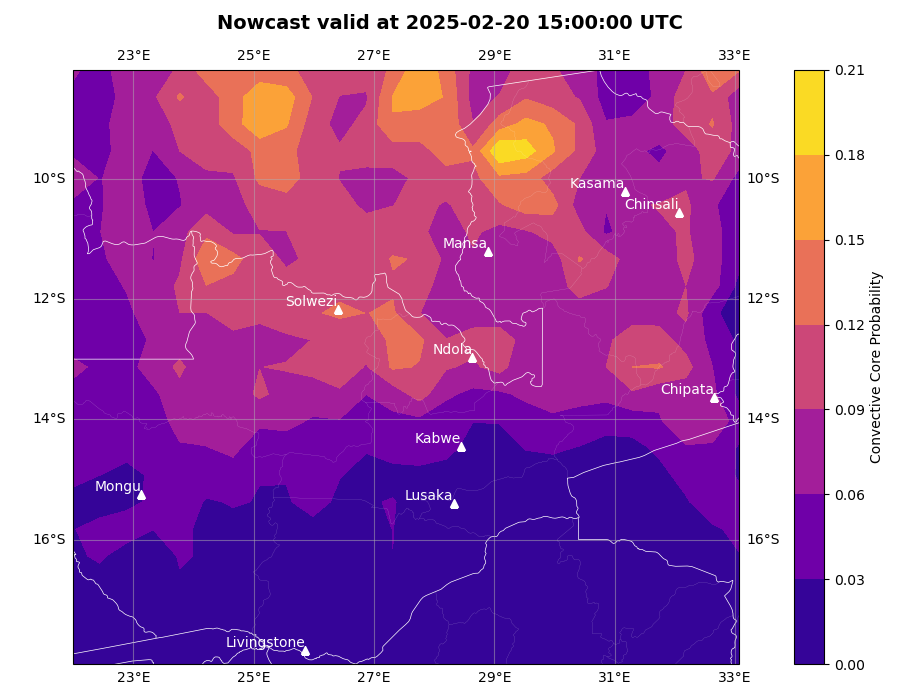 Nowcast valid at 2025-02-20 15:00:00 UTC
23°E 25°E 27°E 29°E 31°E 33°E
0.21
0.18
10°S Kasama 10°S
Chinsali
0.15
Mansa
12°S Solwezi 12°S
0.12
Ndola
Chipata
0.09
14°S Kabwe 14°S
Mongu Lusaka
0.06
16°S 16°S
0.03
Livingstone
0.00
23°E 25°E 27°E 29°E 31°E 33°E
Convective Core Probability